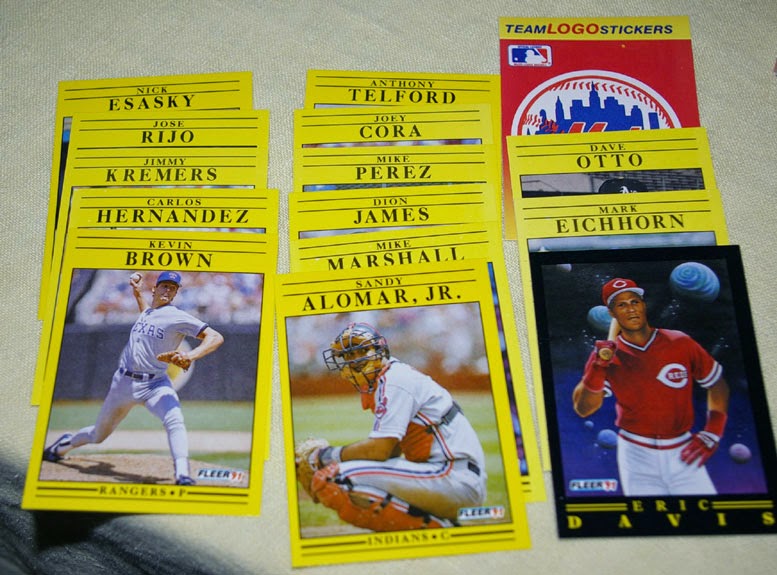 NICK
ESASKY
JOSE
RIJO
JIMMY
KREMERS
CARLOS
HERNANDEZ
KEVIN
BROWN
TEXAS
FLEER 91
RANGERS • P
ANTHONY
TELFORD
JOEY
CORA
MIKE
PEREZ
DION
JAMES
MIKE
MARSHALL
SANDY
ALOMAR, JR.
FLEER 91
INDIANS • C
TEAM LOGO STICKERS
DAVE
OTTO
MARK
EICHHORN
REDS
FLEER 91
ERIC
DAVIS